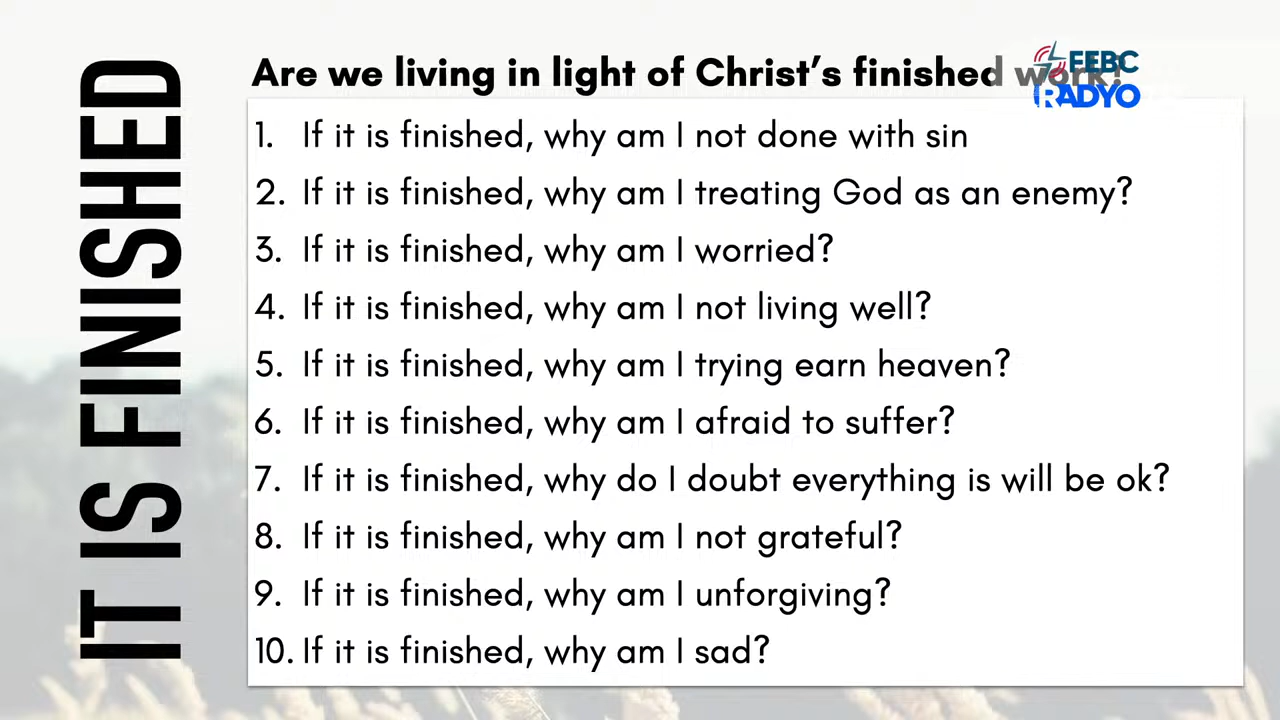 IT IS FINISHED
Are we living in light of Christ's finished work!
FEBC
RADYO
1. If it is finished, why am I not done with sin
2. If it is finished, why am I treating God as an enemy?
3. If it is finished, why am I worried?
4. If it is finished, why am I not living well?
5. If it is finished, why am I trying earn heaven?
6. If it is finished, why am I afraid to suffer?
7. If it is finished, why do I doubt everything is will be ok?
8. If it is finished, why am I not grateful?
9. If it is finished, why am I unforgiving?
10. If it is finished, why am I sad?